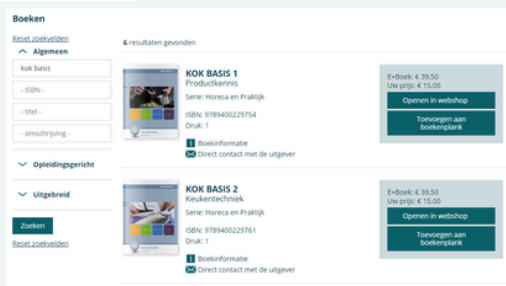 Boeken
Reset zoekvelden
Algemeen
kok basis
- ISBN -
- titel -
- omschrijving -
Opleidingsgericht
Uitgebreid
Zoeken
Reset zoekvelden
6 resultaten gevonden
KOK BASIS 1
Productkennis
Serie: Horeca en Praktijk
ISBN: 9789400229754
Druk: 1
Boekinformatie
Direct contact met de uitgever
E+Boek: € 39,50
Uw prijs: € 15,00
Openen in webshop
Toevoegen aan
boekenplank
KOK BASIS 2
Keukentechniek
Serie: Horeca en Praktijk
ISBN: 9789400229761
Druk: 1
Boekinformatie
Direct contact met de uitgever
E+Boek: € 39,50
Uw prijs: € 15,00
Openen in webshop
Toevoegen aan
boekenplank